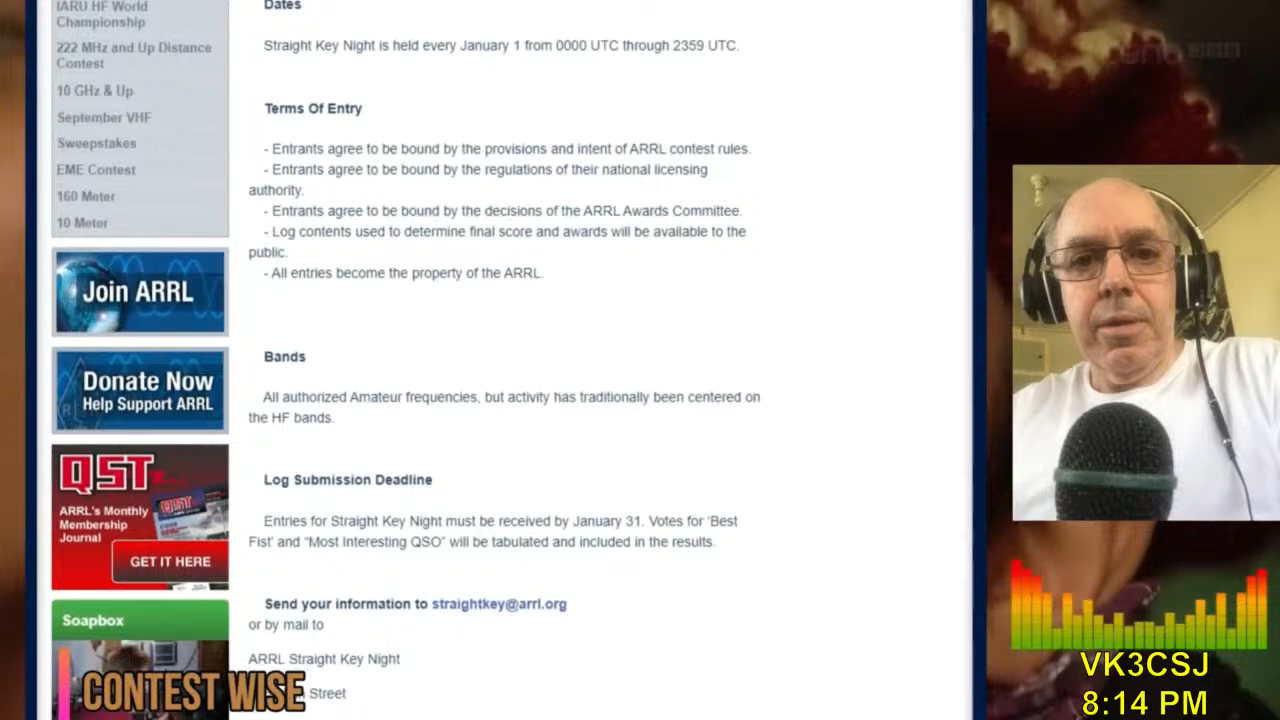 IARU HF World
Championship
222 MHz and Up Distance
Contest
10 GHz & Up
September VHF
Sweepstakes
EME Contest
160 Meter
10 Meter
Join ARRL
Donate Now
Help Support ARRL
QST
ARRL's Monthly
Membership
Journal
GET IT HERE
Soapbox
Dates
Straight Key Night is held every January 1 from 0000 UTC through 2359 UTC.
Terms Of Entry
- Entrants agree to be bound by the provisions and intent of ARRL contest rules.
- Entrants agree to be bound by the regulations of their national licensing
authority.
- Entrants agree to be bound by the decisions of the ARRL Awards Committee.
- Log contents used to determine final score and awards will be available to the
public.
- All entries become the property of the ARRL.
Bands
All authorized Amateur frequencies, but activity has traditionally been centered on
the HF bands.
Log Submission Deadline
Entries for Straight Key Night must be received by January 31. Votes for 'Best
Fist' and “Most Interesting QSO” will be tabulated and included in the results.
Send your information to straightkey@arrl.org
or by mail to
ARRL Straight Key Night
Street
CONTEST WISE
VK3CSJ
8:14 PM